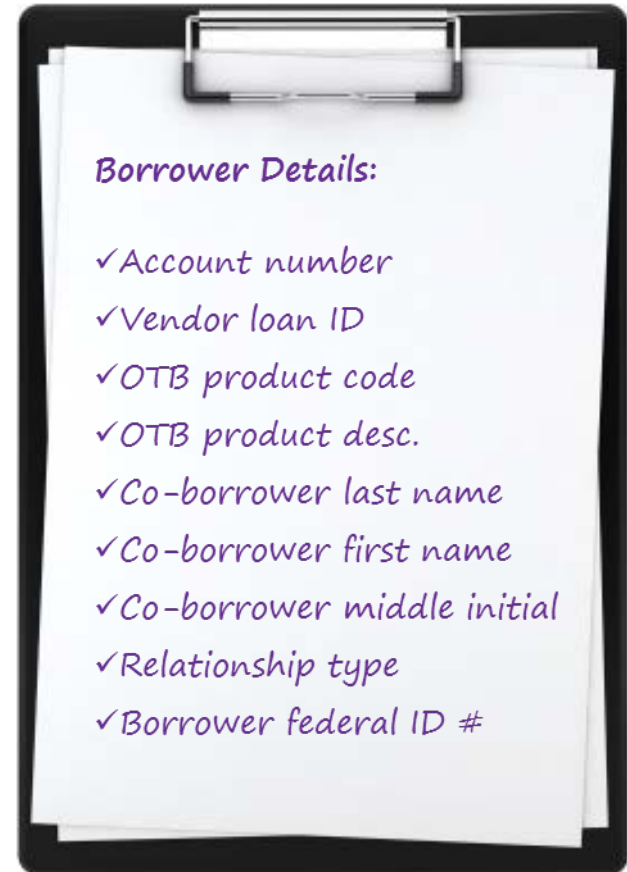 Borrower Details:
✓Account number
✓Vendor loan ID
✓OTB product code
✓OTB product desc.
✓Co-borrower last name
✓Co-borrower first name
✓Co-borrower middle initial
✓Relationship type
✓Borrower federal ID #